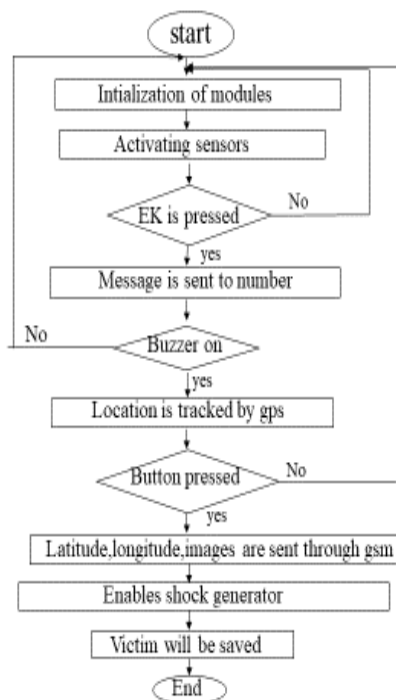 start
Intialization of modules
Activating sensors
EK is pressed
No
yes
Message is sent to number
No
Buzzer on
yes
Location is tracked by gps
Button pressed
No
yes
Latitude,longitude,images are sent through gsm
Enables shock generator
Victim will be saved
End